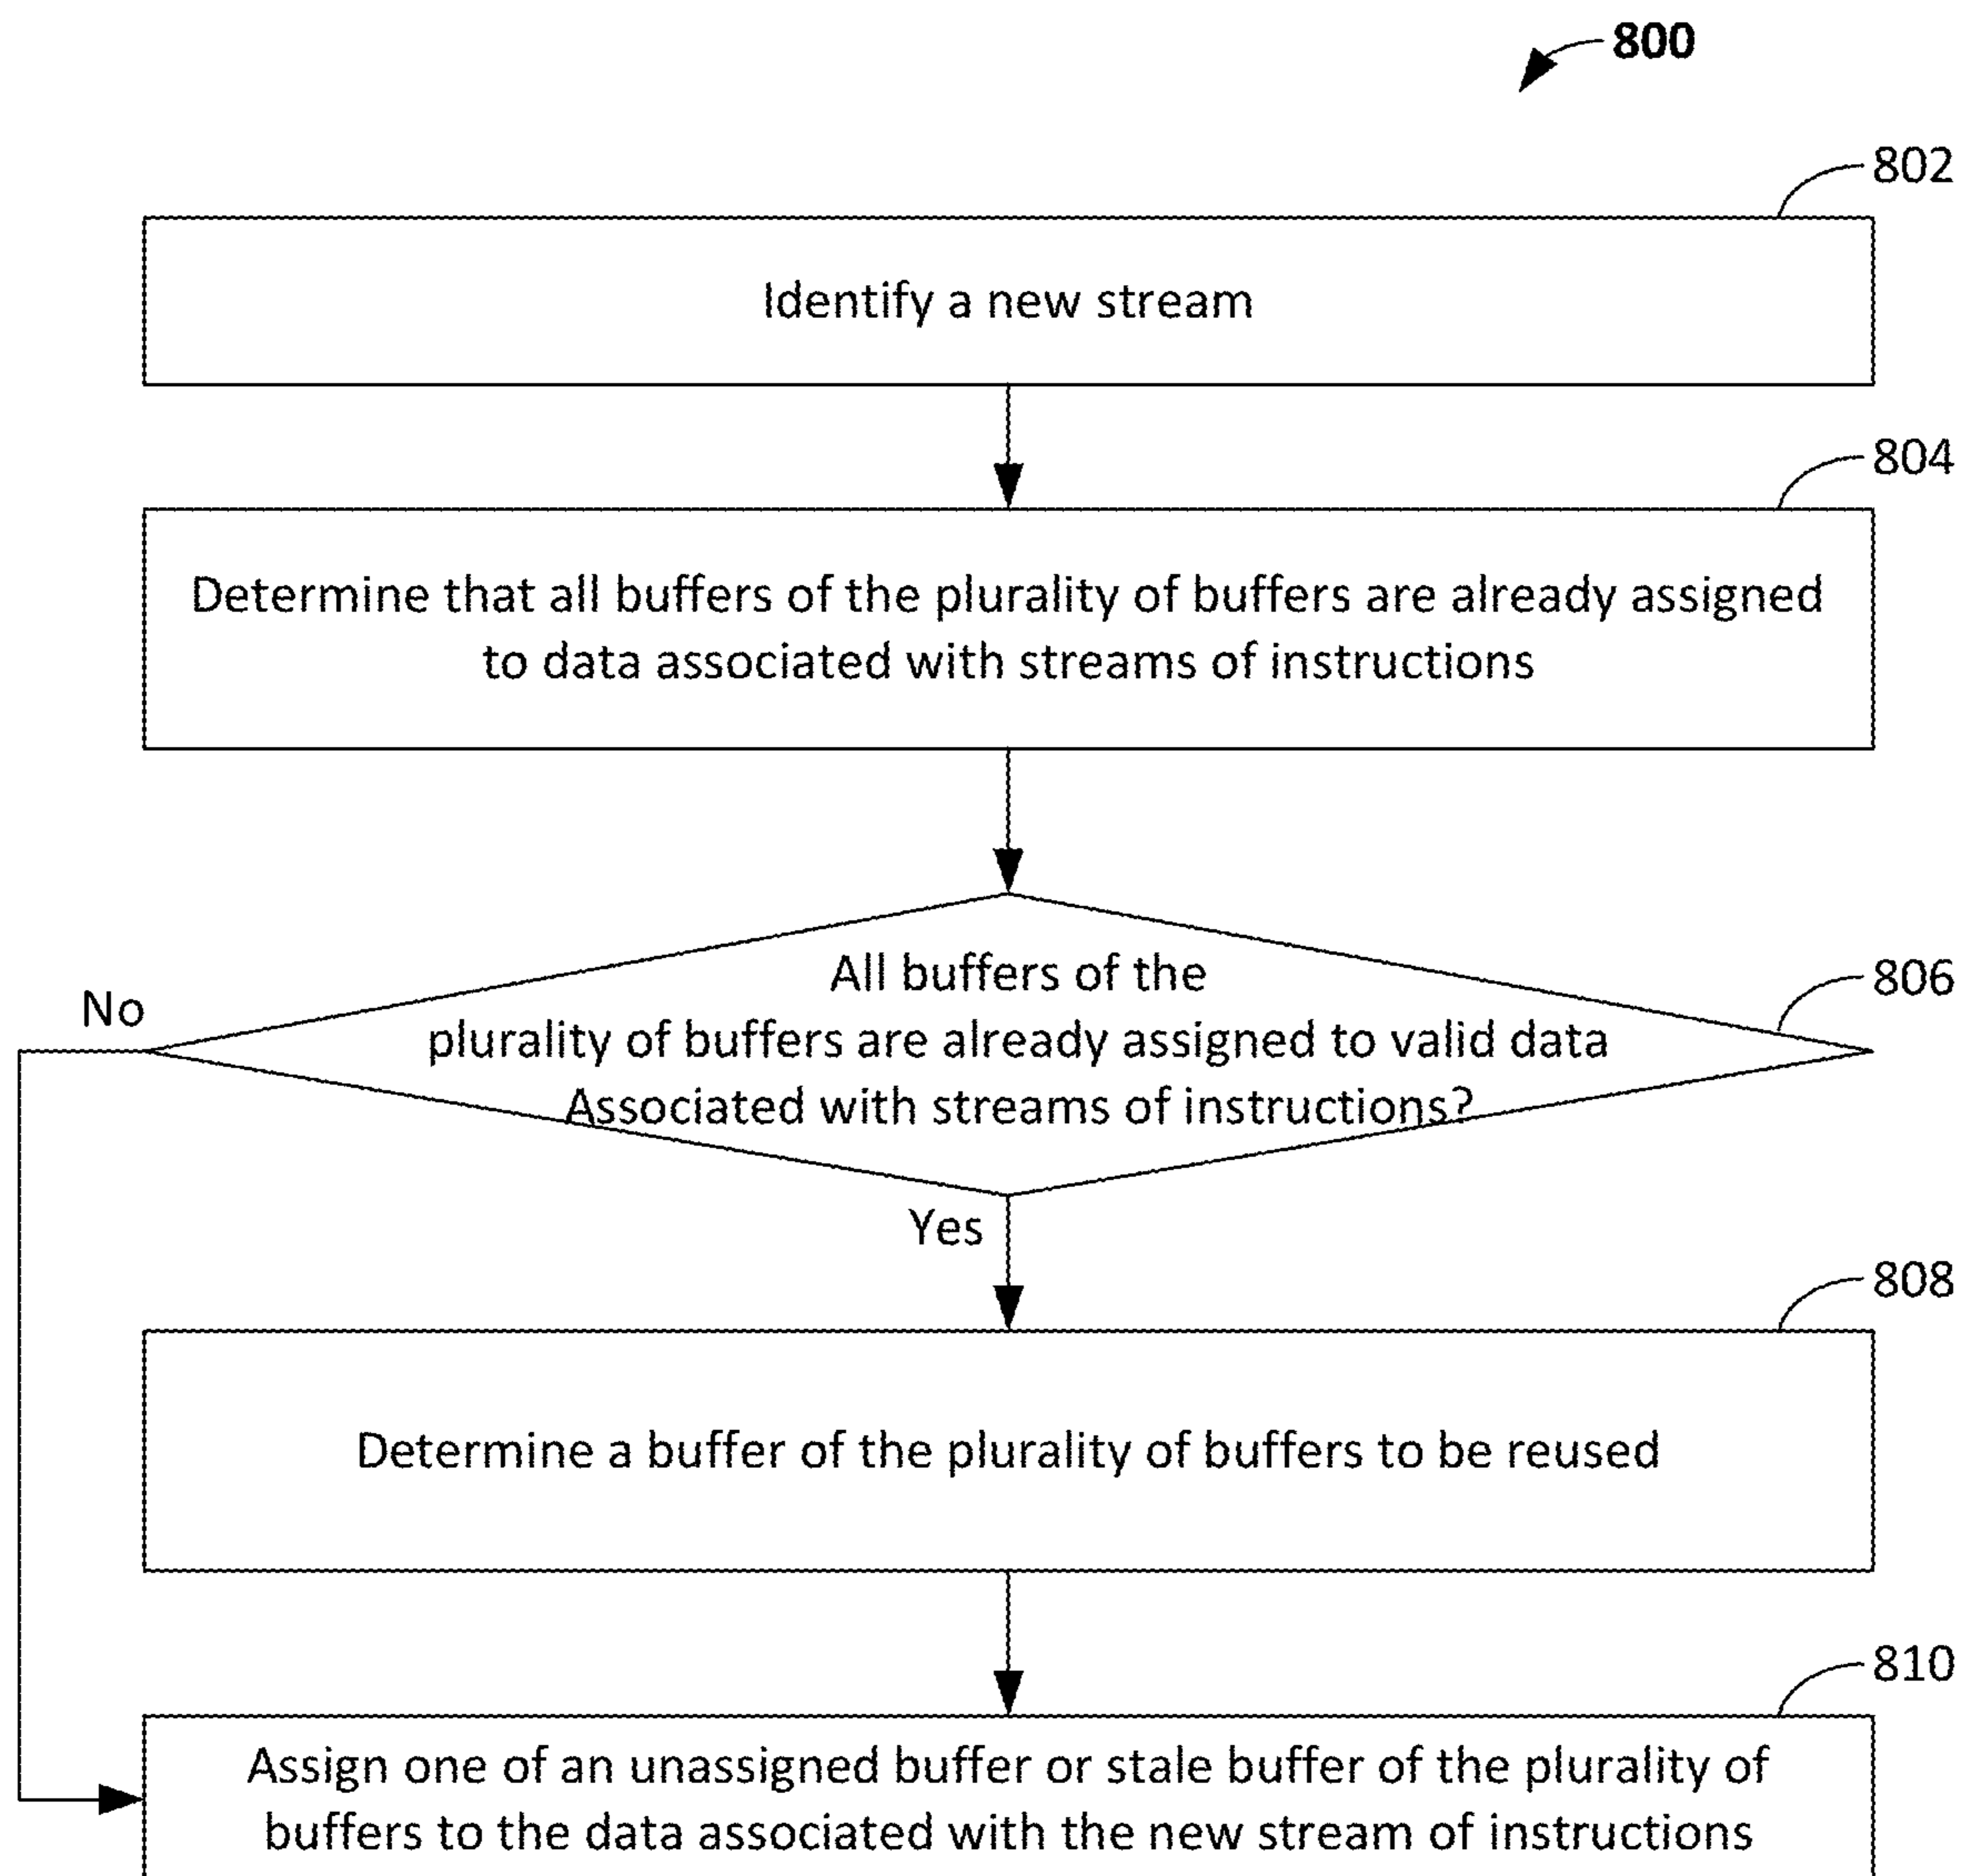 800
802
Identify a new stream
804
Determine that all buffers of the plurality of buffers are already assigned
to data associated with streams of instructions
806
All buffers of the
plurality of buffers are already assigned to valid data
Associated with streams of instructions?
No
Yes
808
Determine a buffer of the plurality of buffers to be reused
810
Assign one of an unassigned buffer or stale buffer of the plurality of
buffers to the data associated with the new stream of instructions